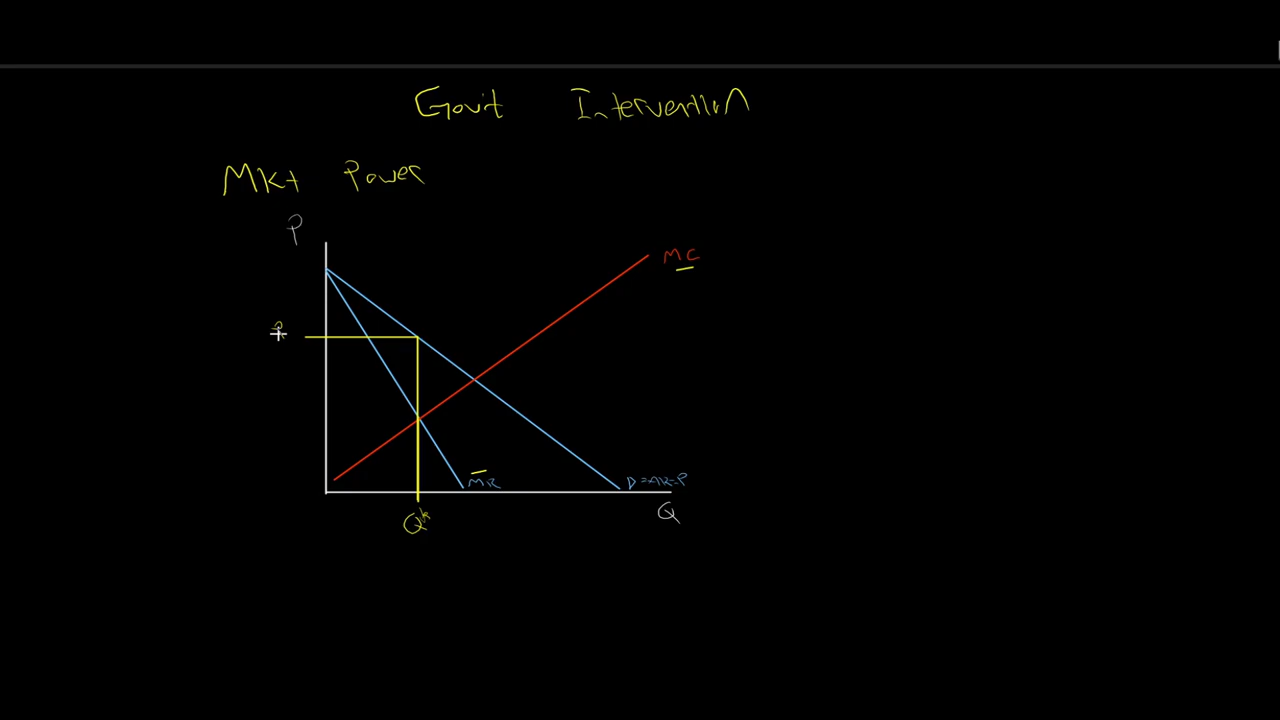 Gov't Intervention
Mkt Power
P
MC
MR
D=AR=P
Q
Q*